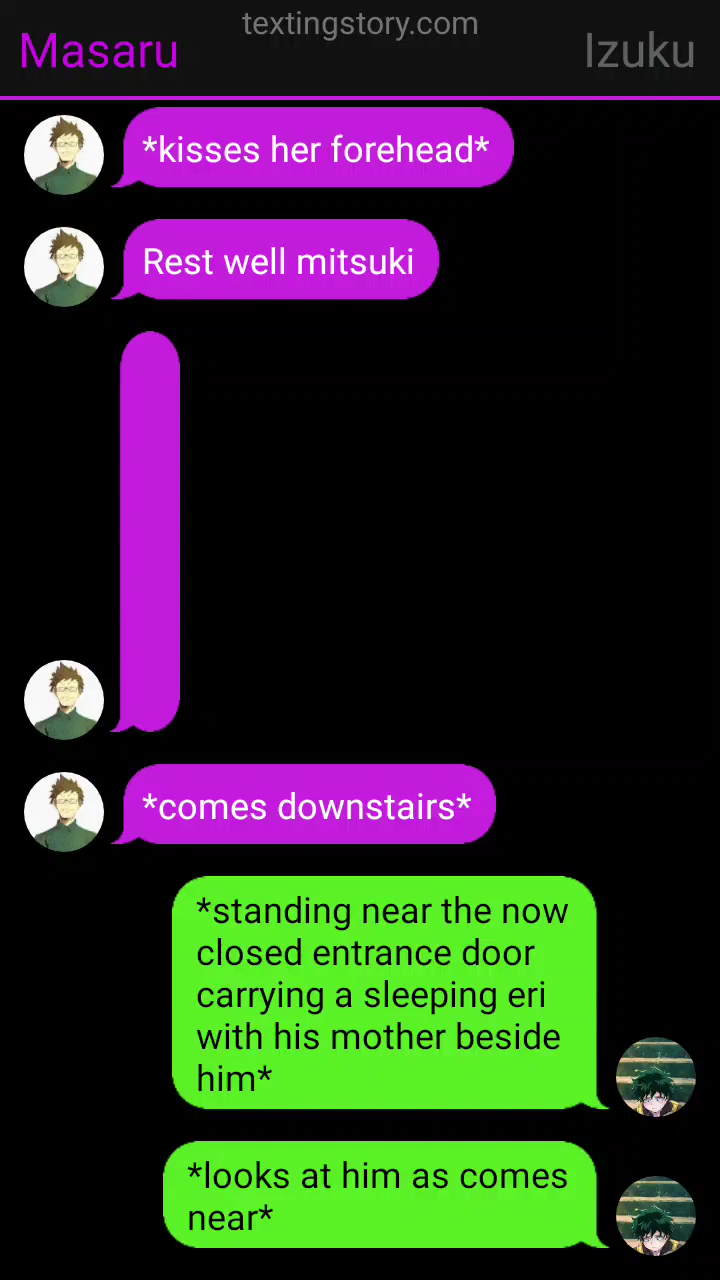 textingstory.com
Masaru
Izuku
*kisses her forehead*
Rest well mitsuki
*comes downstairs*
*standing near the now
closed entrance door
carrying a sleeping eri
with his mother beside
him*
*looks at him as comes
near*